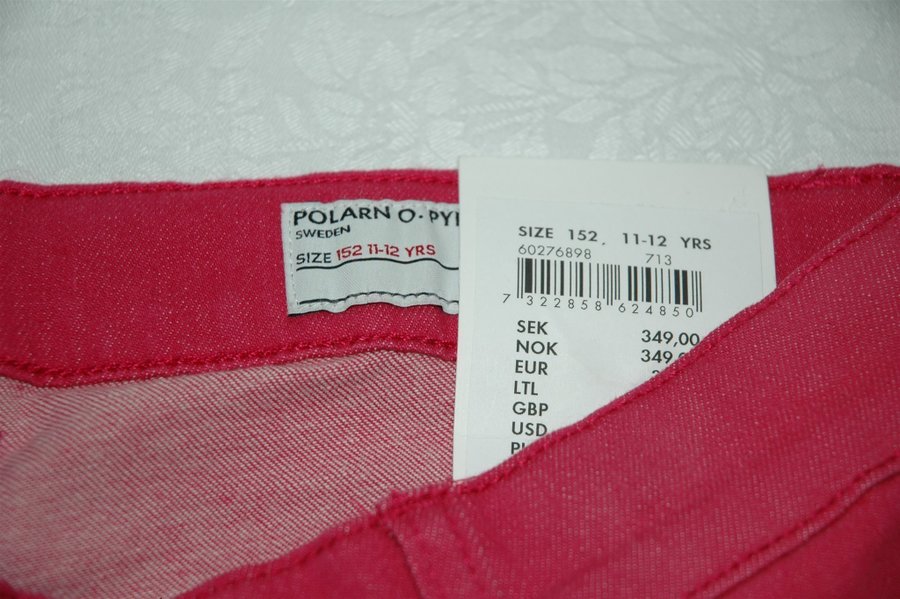 POLARN O. PY
SWEDEN
SIZE 152 11-12 YRS
SIZE 152, 11-12 YRS
60276898 713
7 322858 624850
SEK 349,00
NOK 349,
EUR
LTL
GBP
USD